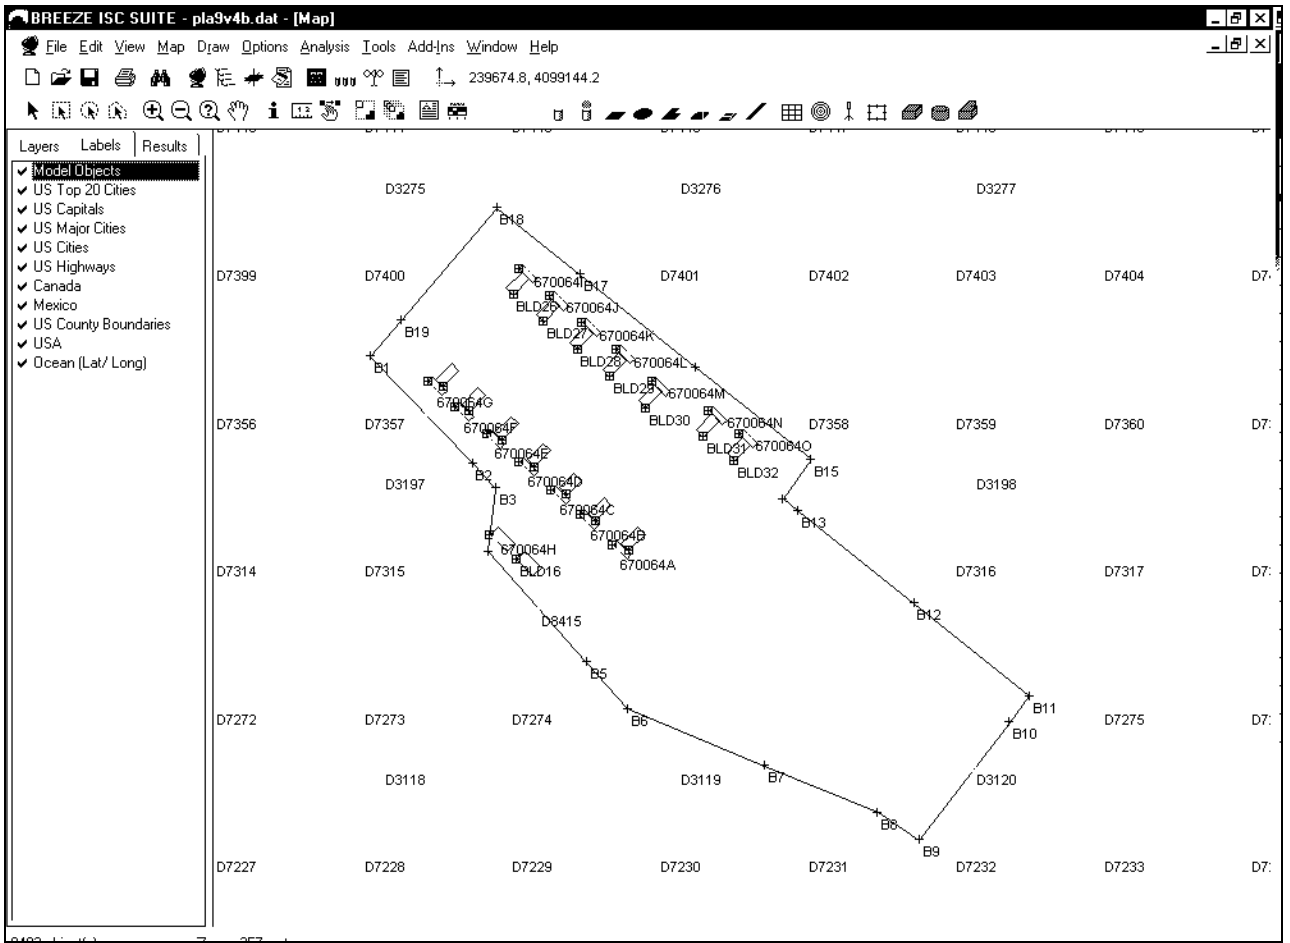 BREEZE ISC SUITE - pla9v4b.dat - [Map]
File Edit View Map Draw Options Analysis Tools Add-Ins Window Help
239674.8, 4099144.2
Layers Labels Results
Model Objects
US Top 20 Cities
US Capitals
US Major Cities
US Cities
US Highways
Canada
Mexico
US County Boundaries
USA
Ocean (Lat/ Long)
D3275 D3276 D3277
B18
D7399 D7400 670064I B17 D7401 D7402 D7403 D7404
BLD26 670064J
B19 BLD27 670064K
B1 BLD28 670064L
BLD29 670064M
670064G BLD30 670064N
D7356 D7357 670064F D7358 D7359 D7360
BLD31 670064O
670064E
B2 BLD32 B15
D3197 670064D D3198
B3
670064C B13
670064B
670064H
670064A
D7314 D7315 BLD16 D7316 D7317
B12
D8415
B5
B11
D7272 D7273 D7274 B6 D7275
B10
D3118 D3119 B7 D3120
B8
B9
D7227 D7228 D7229 D7230 D7231 D7232 D7233